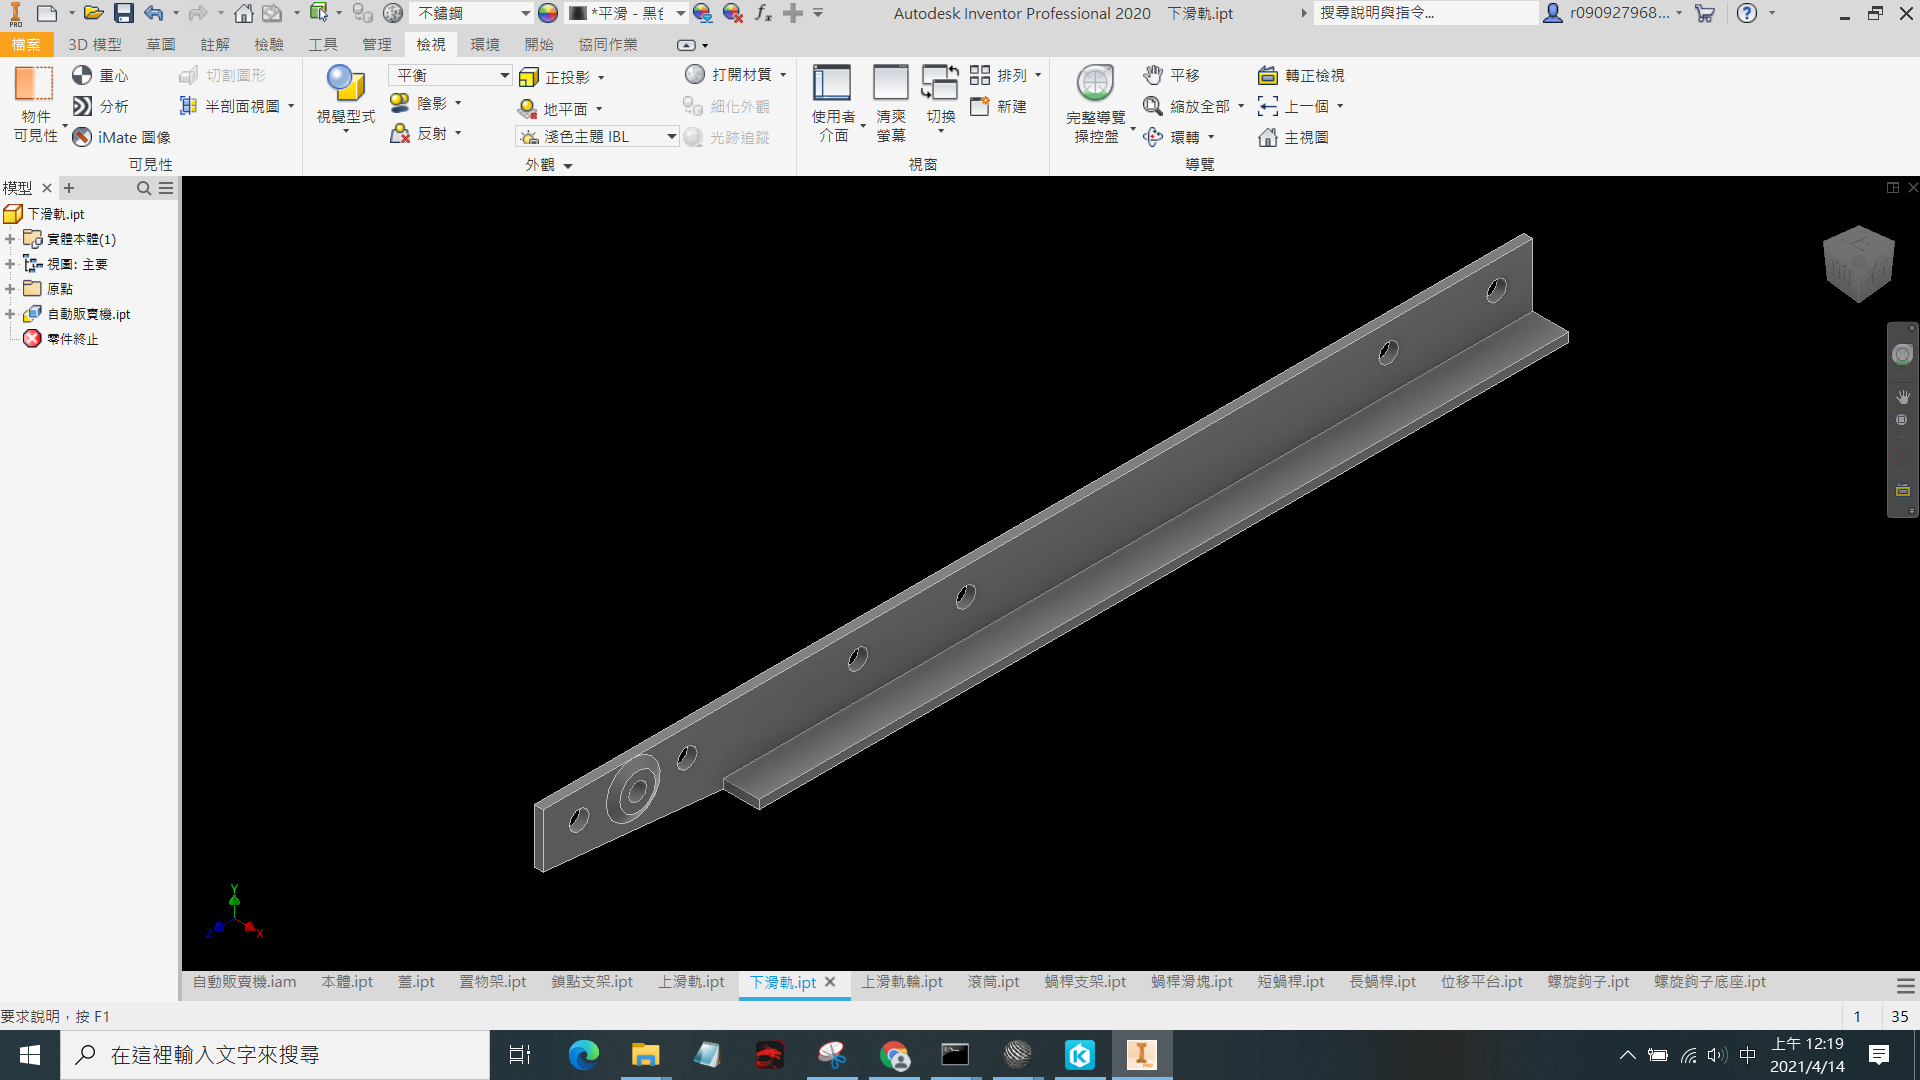 PRO
不鏽鋼
*平滑 - 黑色
fx
Autodesk Inventor Professional 2020 下滑軌.ipt
搜尋說明與指令...
r090927968...
檔案
3D 模型
草圖
註解
檢驗
工具
管理
檢視
環境
開始
協同作業
物件
可見性
重心
分析
iMate 圖像
切割圖形
半剖面視圖
可見性
視覺型式
平衡
陰影
反射
正投影
地平面
淺色主題 IBL
打開材質
細化外觀
光跡追蹤
外觀
使用者
介面
清爽
螢幕
切換
排列
新建
視窗
完整導覽
操控盤
平移
縮放全部
環轉
轉正檢視
上一個
主視圖
導覽
模型
下滑軌.ipt
實體本體(1)
視圖: 主要
原點
自動販賣機.ipt
零件終止
上
前
右
Y
Z
X
自動販賣機.iam
本體.ipt
蓋.ipt
置物架.ipt
鎖點支架.ipt
上滑軌.ipt
下滑軌.ipt
上滑軌輪.ipt
滾筒.ipt
蝸桿支架.ipt
蝸桿滑塊.ipt
短蝸桿.ipt
長蝸桿.ipt
位移平台.ipt
螺旋鉤子.ipt
螺旋鉤子底座.ipt
要求說明，按 F1
1
35
在這裡輸入文字來搜尋
中
上午 12:19
2021/4/14